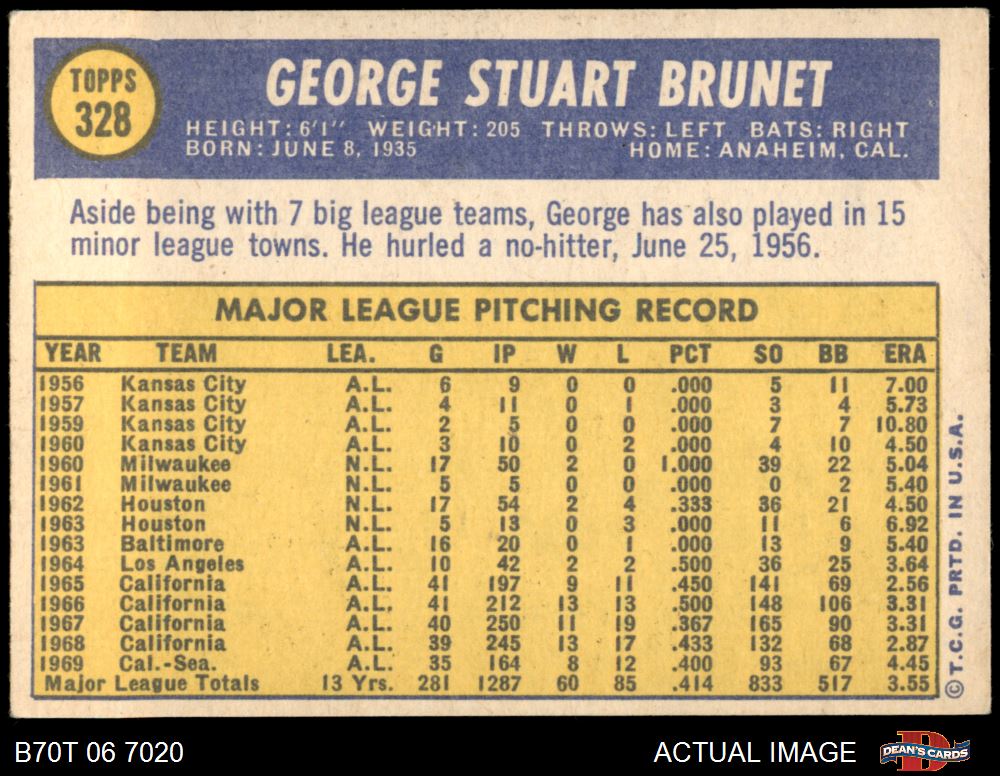 TOPPS
328
GEORGE STUART BRUNET
HEIGHT: 6'1" WEIGHT: 205 THROWS: LEFT BATS: RIGHT
BORN: JUNE 8, 1935 HOME: ANAHEIM, CAL.
Aside being with 7 big league teams, George has also played in 15
minor league towns. He hurled a no-hitter, June 25, 1956.
MAJOR LEAGUE PITCHING RECORD
YEAR TEAM LEA. G IP W L PCT SO BB ERA
1956 Kansas City A.L. 6 9 0 0 .000 5 11 7.00
1957 Kansas City A.L. 4 11 0 1 .000 3 4 5.73
1959 Kansas City A.L. 2 5 0 0 .000 7 7 10.80
1960 Kansas City A.L. 3 10 0 2 .000 4 10 4.50
1960 Milwaukee N.L. 17 50 2 0 1.000 39 22 5.04
1961 Milwaukee N.L. 5 5 0 0 .000 0 2 5.40
1962 Houston N.L. 17 54 2 4 .333 36 21 4.50
1963 Houston N.L. 5 13 0 3 .000 11 6 6.92
1963 Baltimore A.L. 16 20 0 1 .000 13 9 5.40
1964 Los Angeles A.L. 10 42 2 2 .500 36 25 3.64
1965 California A.L. 41 197 9 11 .450 141 69 2.56
1966 California A.L. 41 212 13 13 .500 148 106 3.31
1967 California A.L. 40 250 11 19 .367 165 90 3.31
1968 California A.L. 39 245 13 17 .433 132 68 2.87
1969 Cal.-Sea. A.L. 35 164 8 12 .400 93 67 4.45
Major League Totals 13 Yrs. 281 1287 60 85 .414 833 517 3.55
© T.C.G. PRTD. IN U.S.A.
B70T 06 7020 ACTUAL IMAGE
D
DEAN'S CARDS